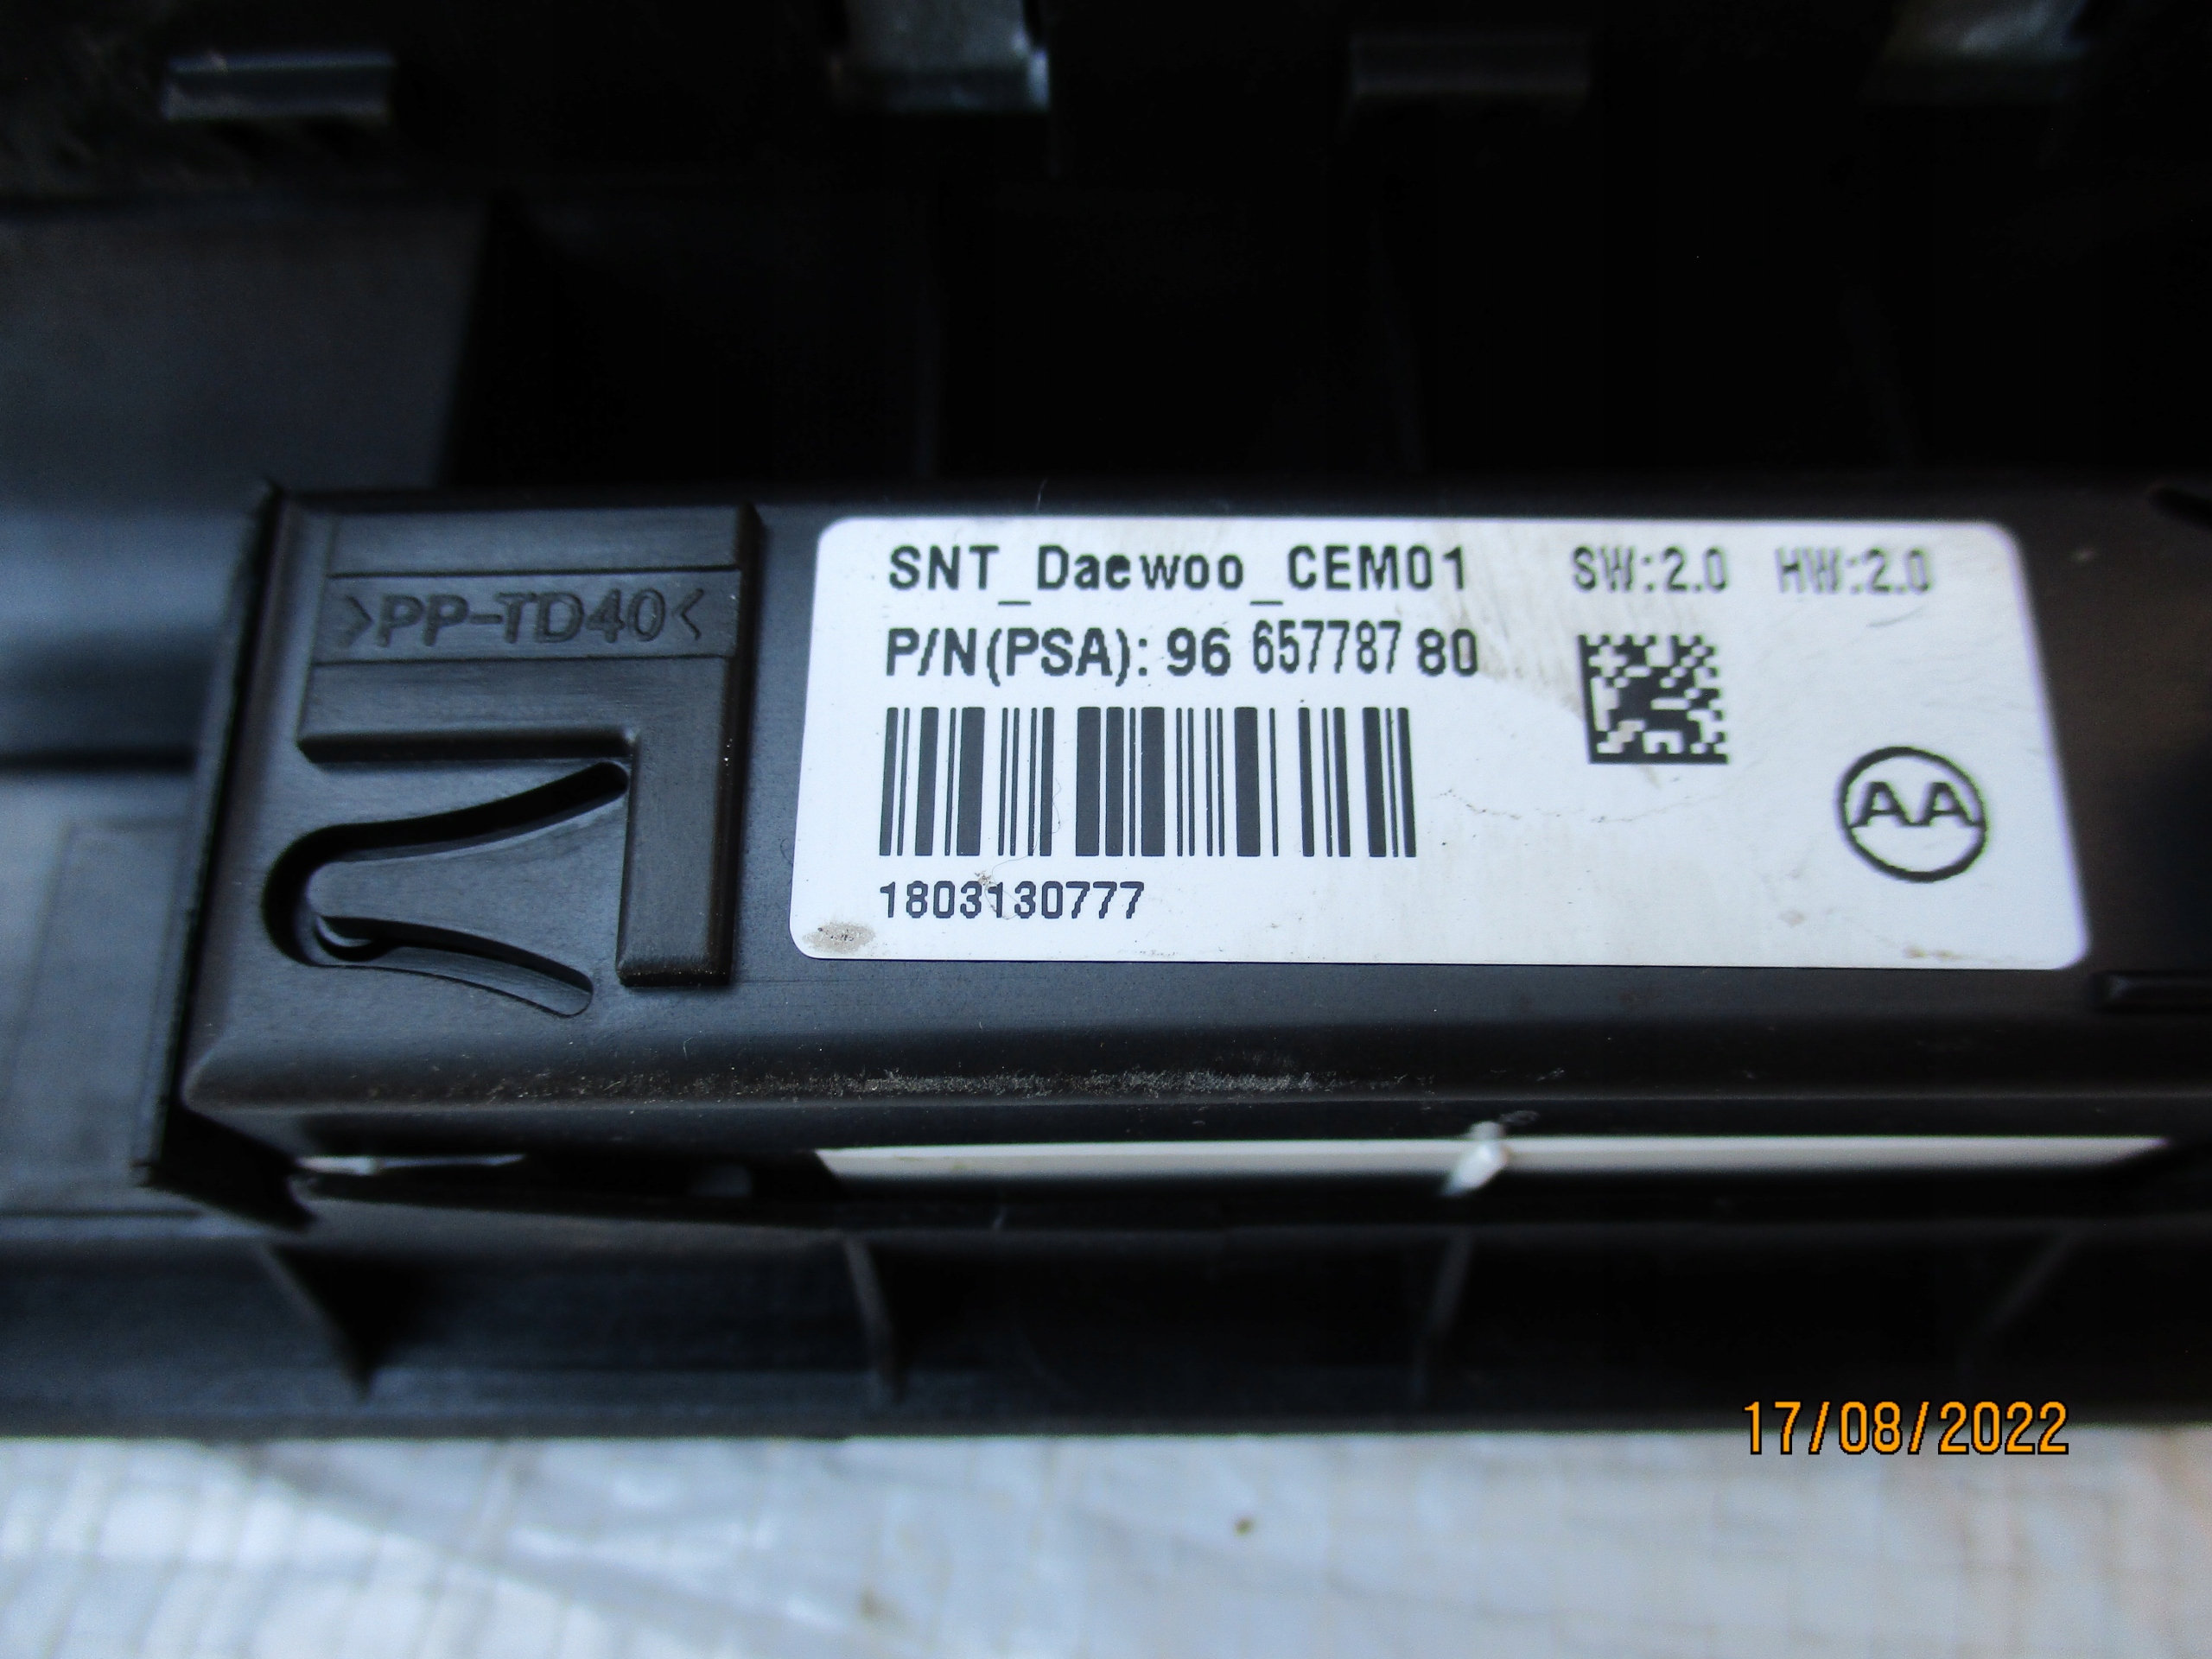 SNT_Daewoo_CEM01 SW:2.0 HW:2.0
>PP-TD40<
P/N(PSA): 96 657787 80
AA
1803130777
17/08/2022